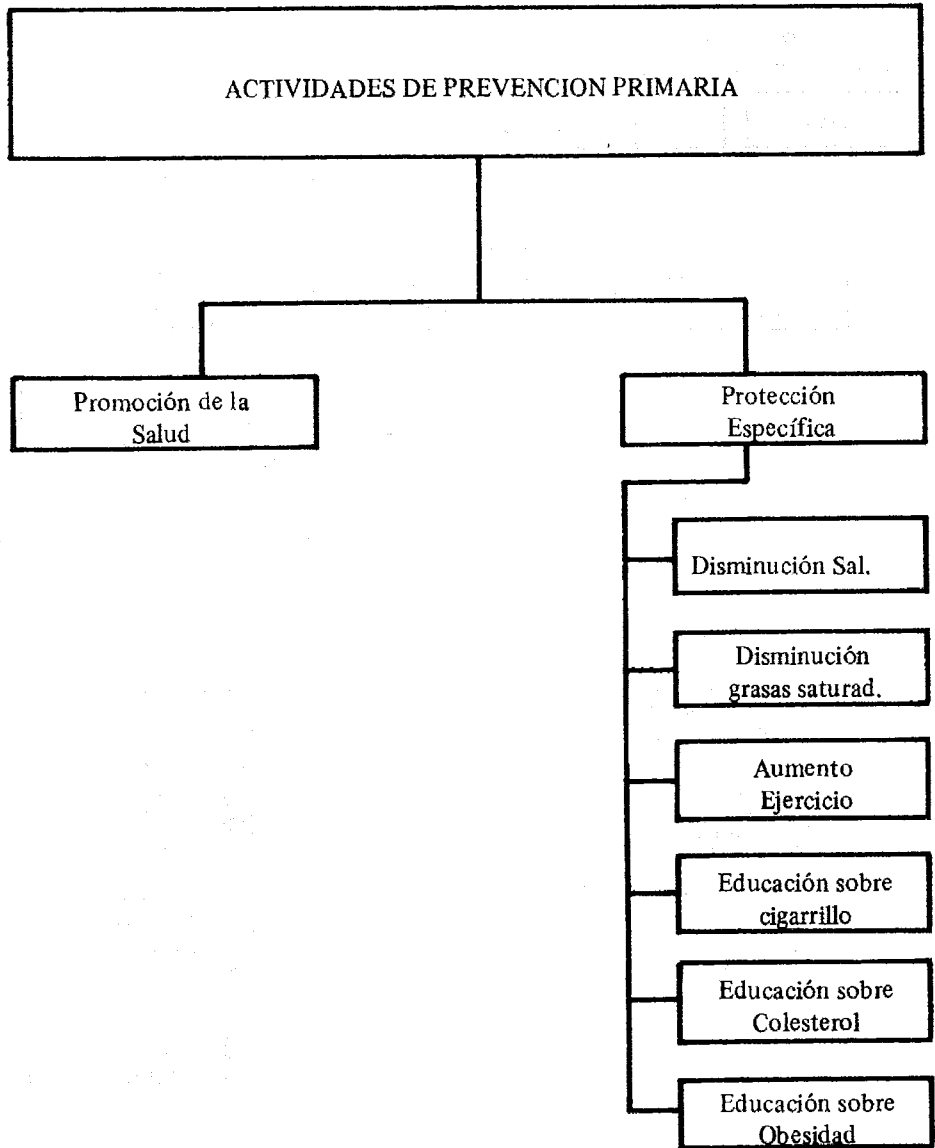 ACTIVIDADES DE PREVENCION PRIMARIA
Promoción de la
Salud
Protección
Específica
Disminución Sal.
Disminución
grasas saturad.
Aumento
Ejercicio
Educación sobre
cigarrillo
Educación sobre
Colesterol
Educación sobre
Obesidad